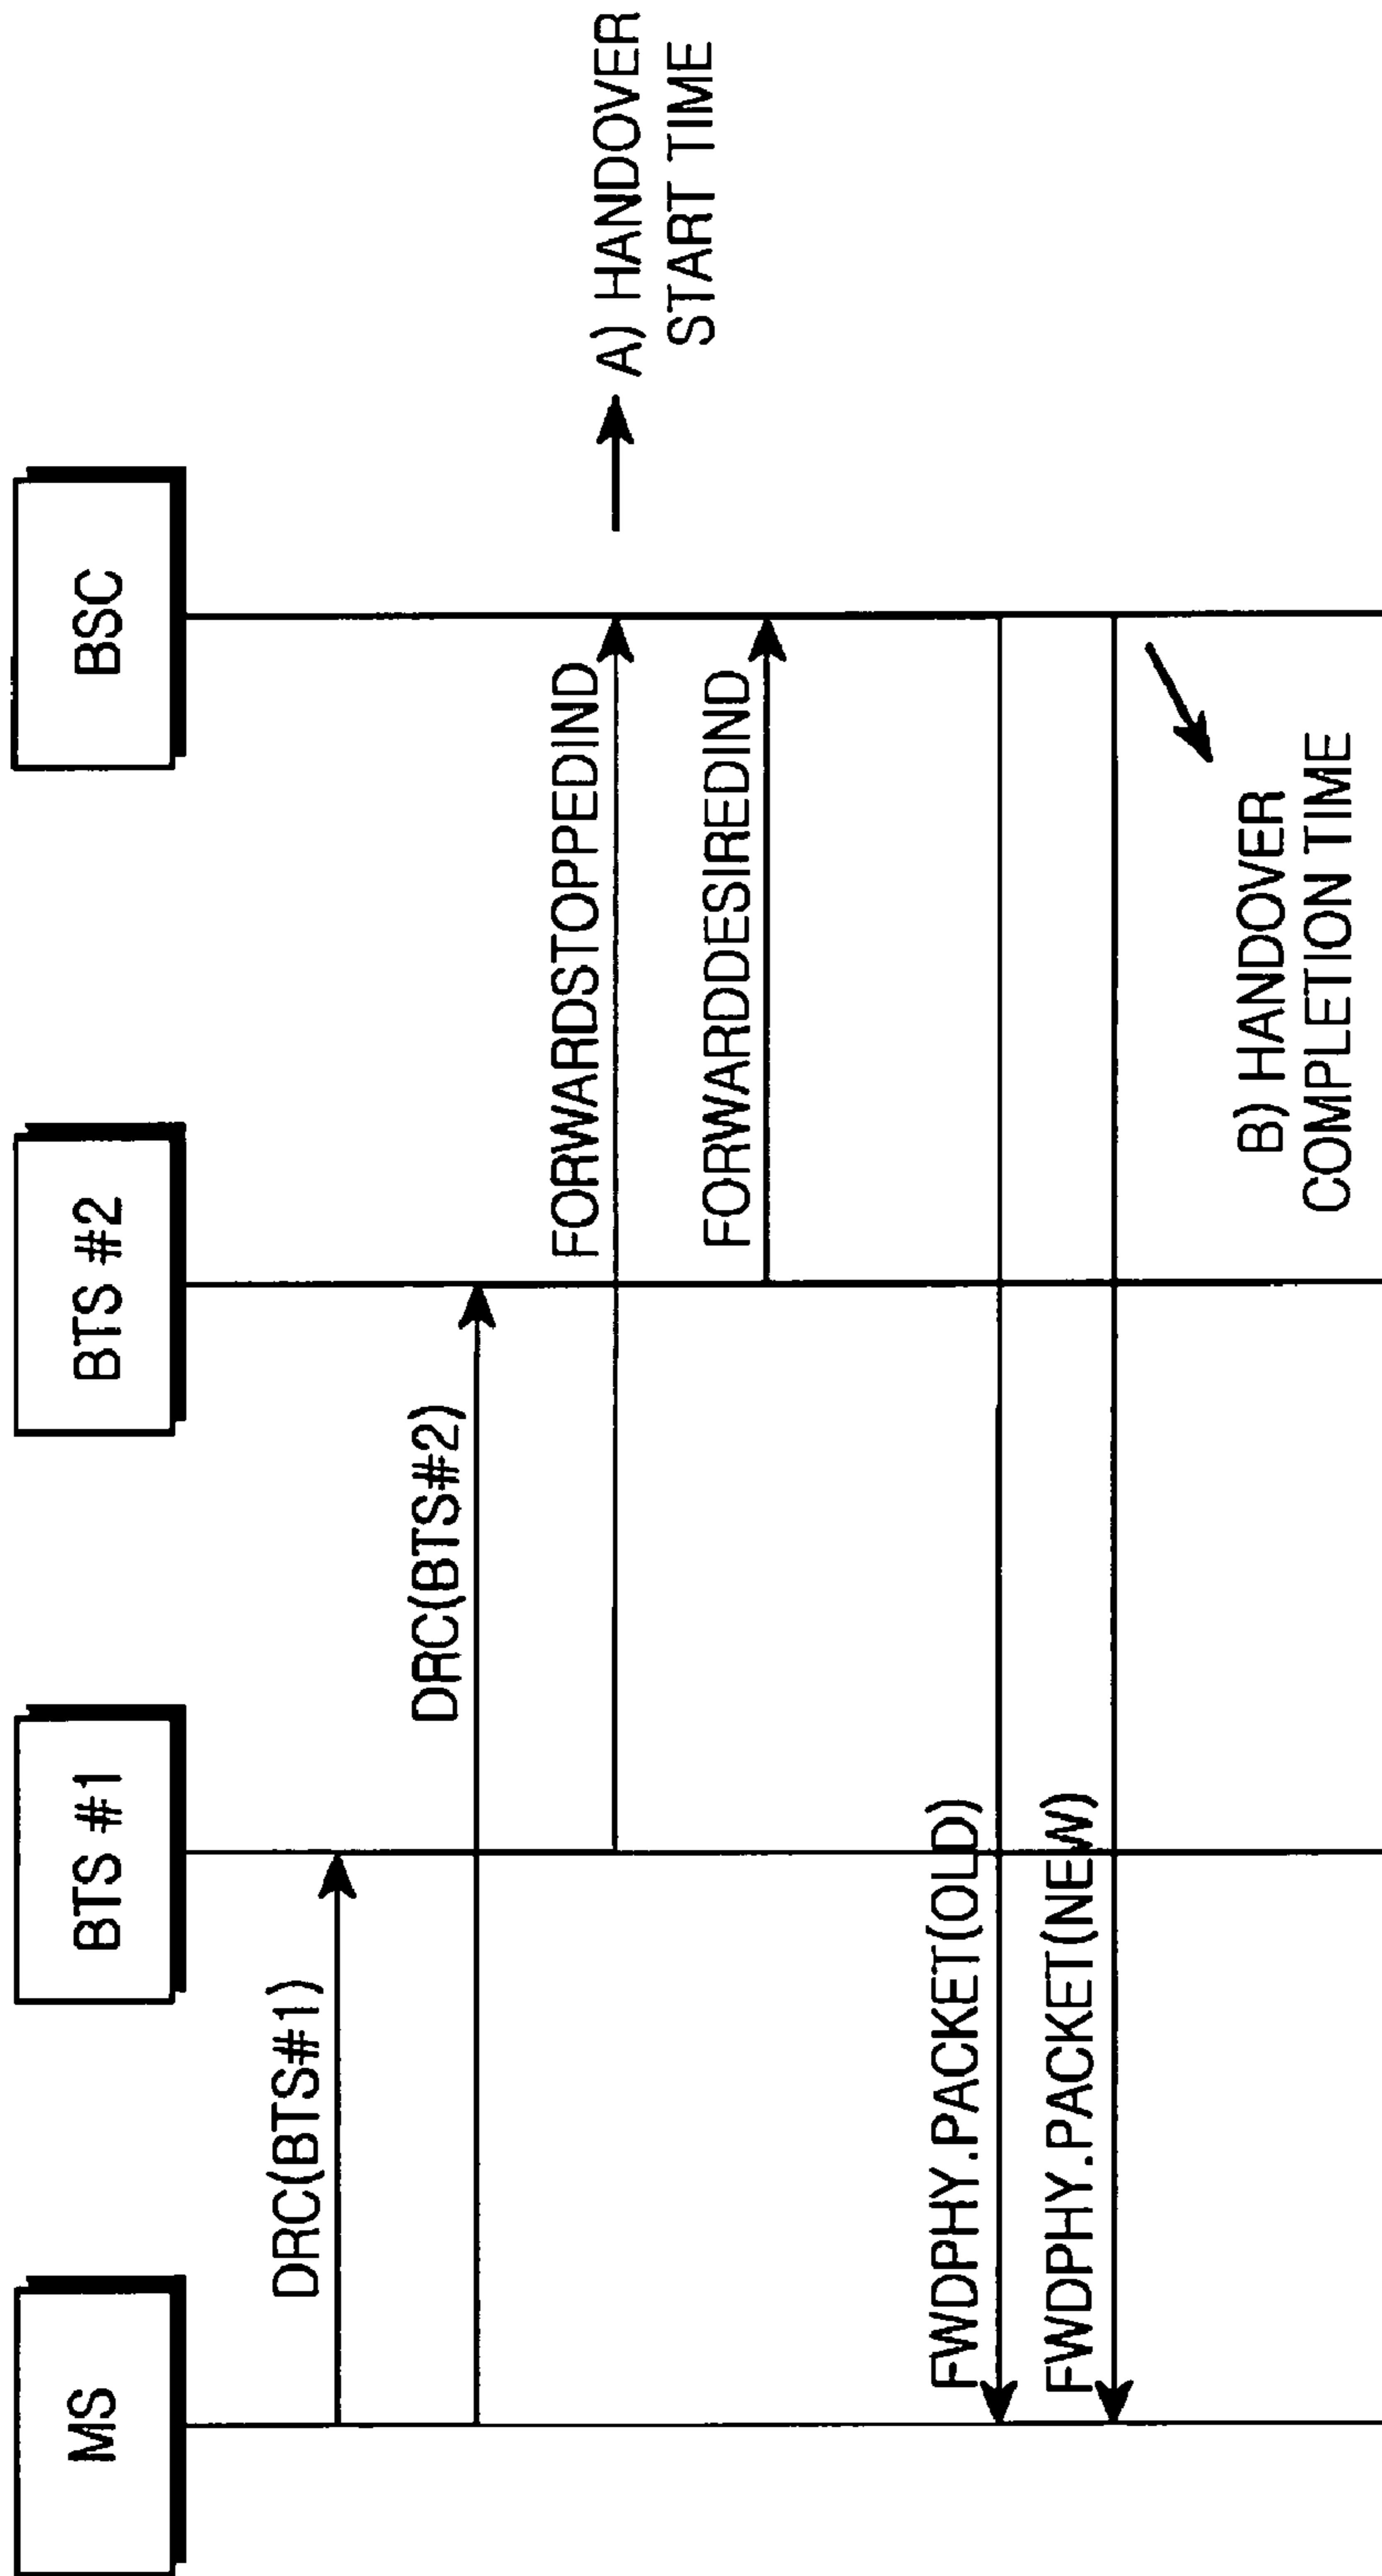 MS
BTS #1
BTS #2
BSC
DRC(BTS#1)
DRC(BTS#2)
FORWARDSTOPPEDIND
A) HANDOVER
START TIME
FORWARDDESIREDIND
FWDPHY.PACKET(OLD)
FWDPHY.PACKET(NEW)
B) HANDOVER
COMPLETION TIME